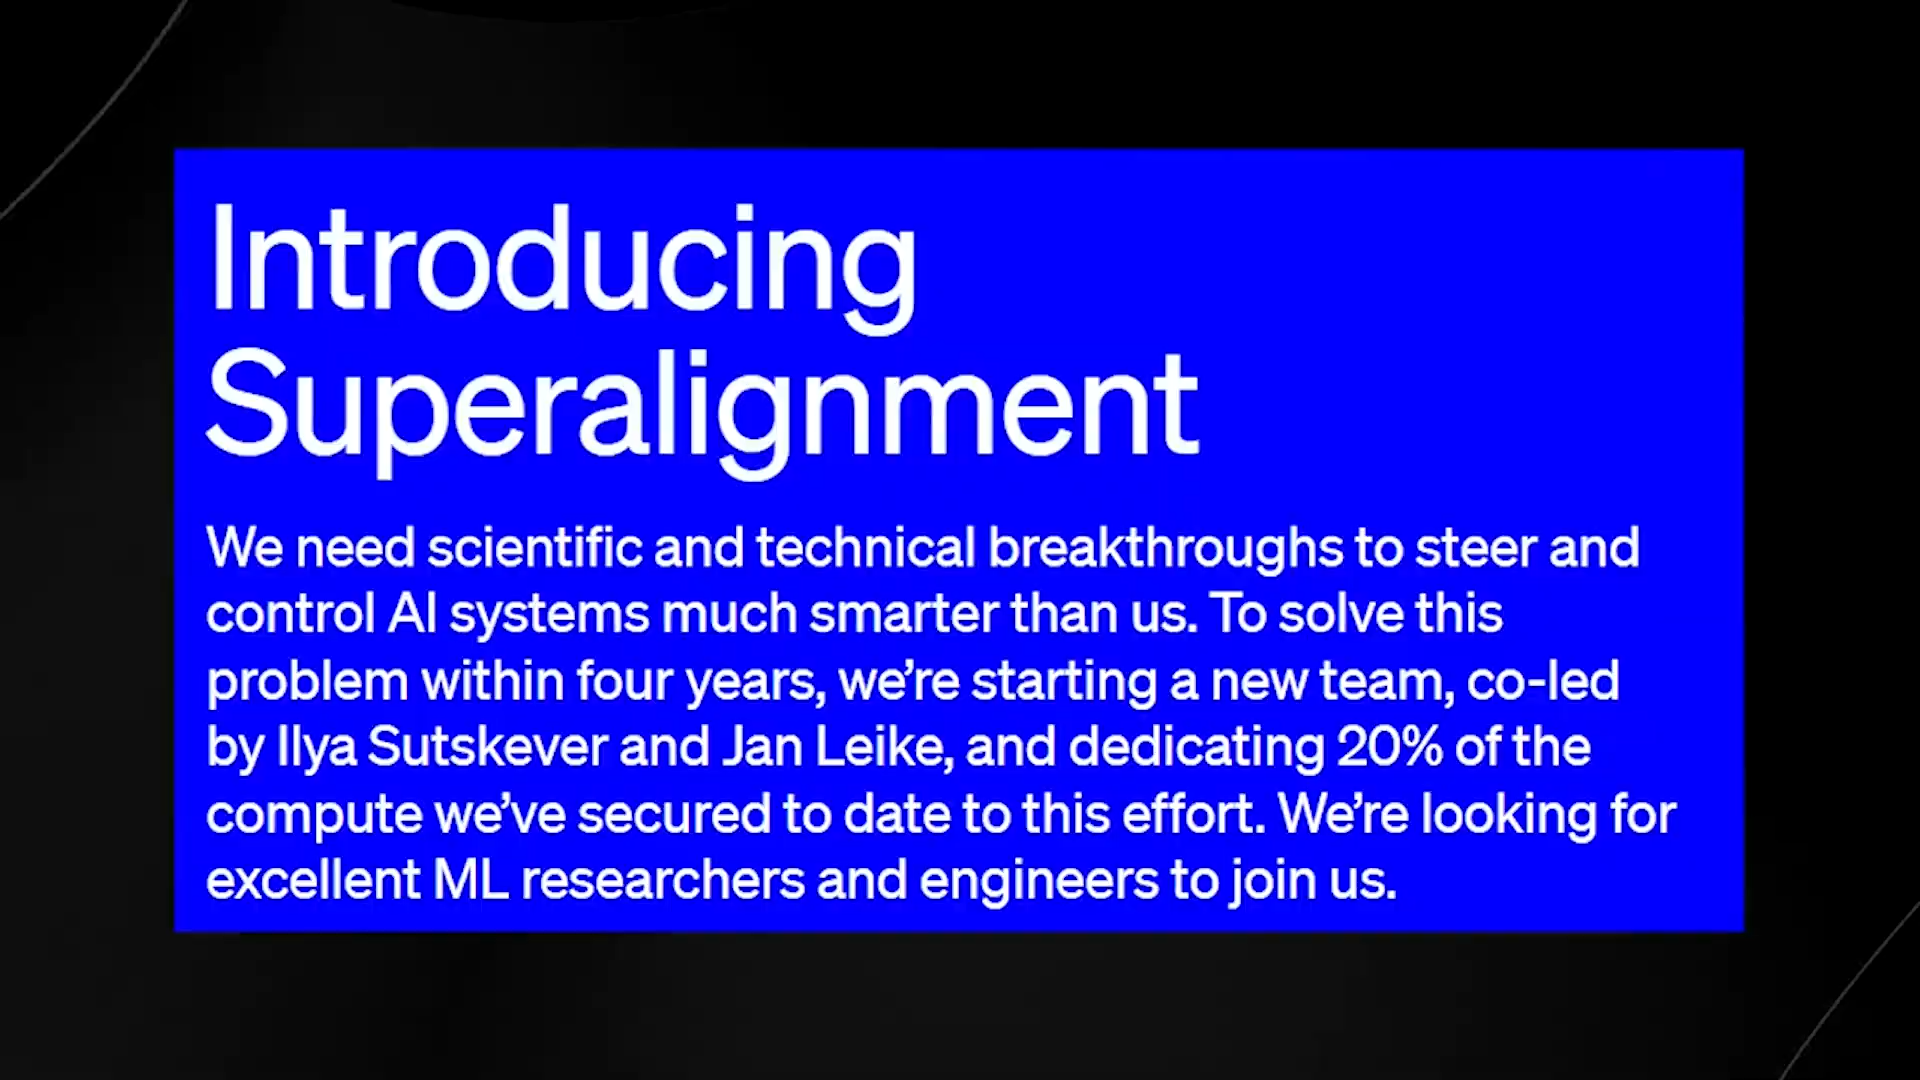 Introducing
Superalignment
We need scientific and technical breakthroughs to steer and
control AI systems much smarter than us. To solve this
problem within four years, we’re starting a new team, co-led
by Ilya Sutskever and Jan Leike, and dedicating 20% of the
compute we’ve secured to date to this effort. We’re looking for
excellent ML researchers and engineers to join us.